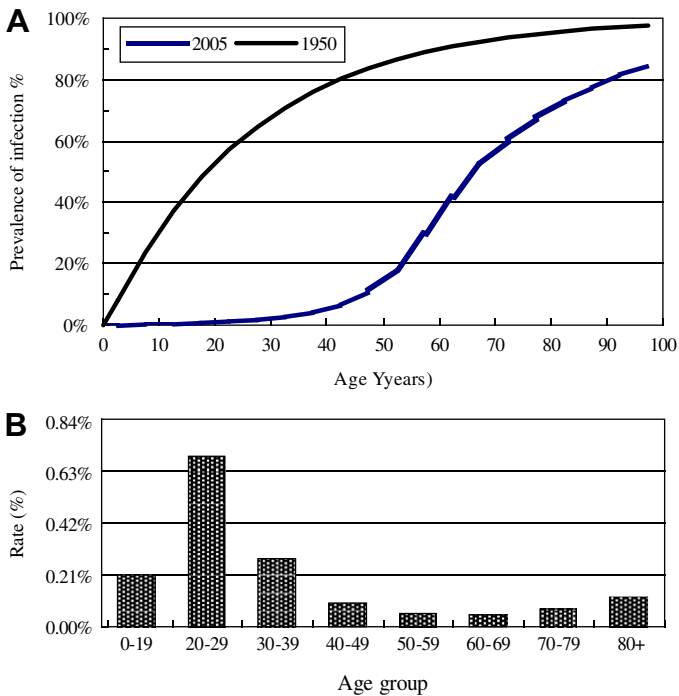 A
Prevalence of infection %
2005 1950
100%
80%
60%
40%
20%
0%
0 10 20 30 40 50 60 70 80 90 100
Age Yyears)
B
Rate (%)
0.84%
0.63%
0.42%
0.21%
0.00%
0-19 20-29 30-39 40-49 50-59 60-69 70-79 80+
Age group